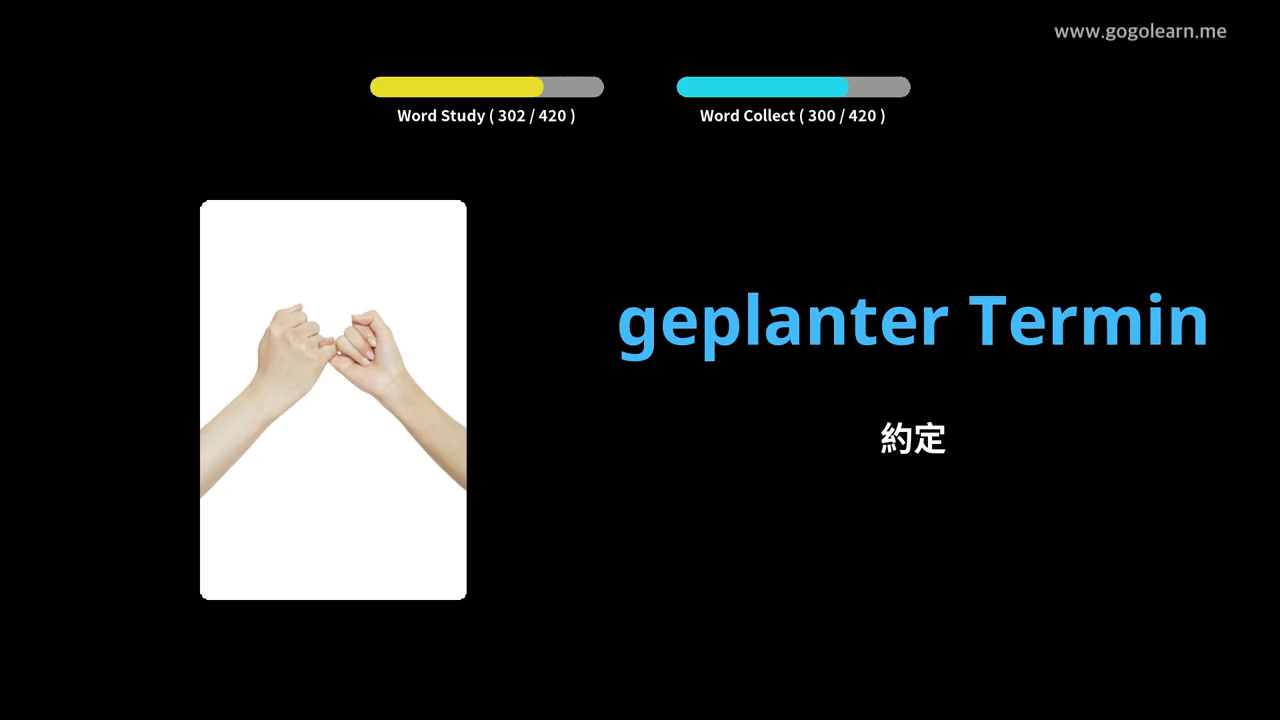 www.gogolearn.me
Word Study ( 302 / 420 )
Word Collect ( 300 / 420 )
geplanter Termin
約定